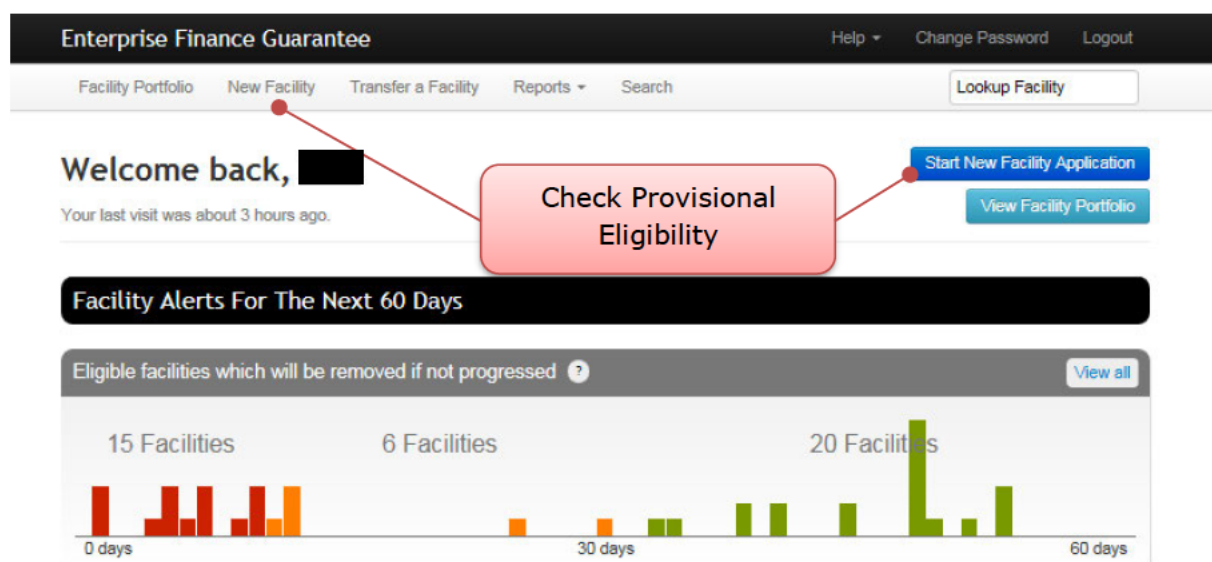 Enterprise Finance Guarantee
Help
Change Password
Logout
Facility Portfolio
New Facility
Transfer a Facility
Reports
Search
Lookup Facility
Welcome back,
Your last visit was about 3 hours ago.
Check Provisional
Eligibility
Start New Facility Application
View Facility Portfolio
Facility Alerts For The Next 60 Days
Eligible facilities which will be removed if not progressed ?
View all
15 Facilities
6 Facilities
20 Facilities
0 days
30 days
60 days